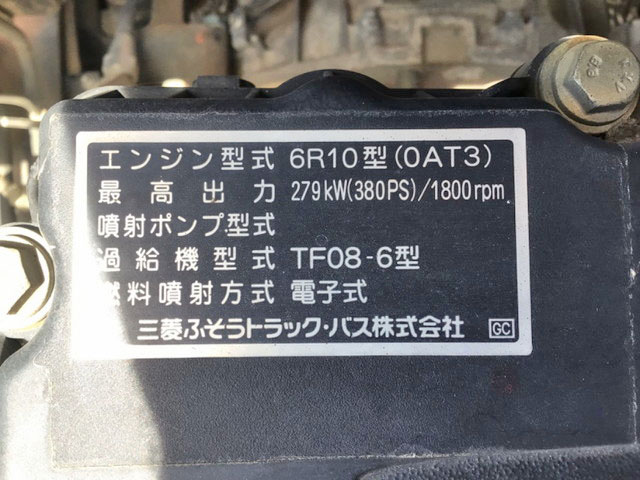 エンジン型式 6R10型(0AT3)
最高出力 279kW(380PS)/1800rpm
噴射ポンプ型式
過給機型式 TF08-6型
燃料噴射方式 電子式
三菱ふそうトラック・バス株式会社 GC